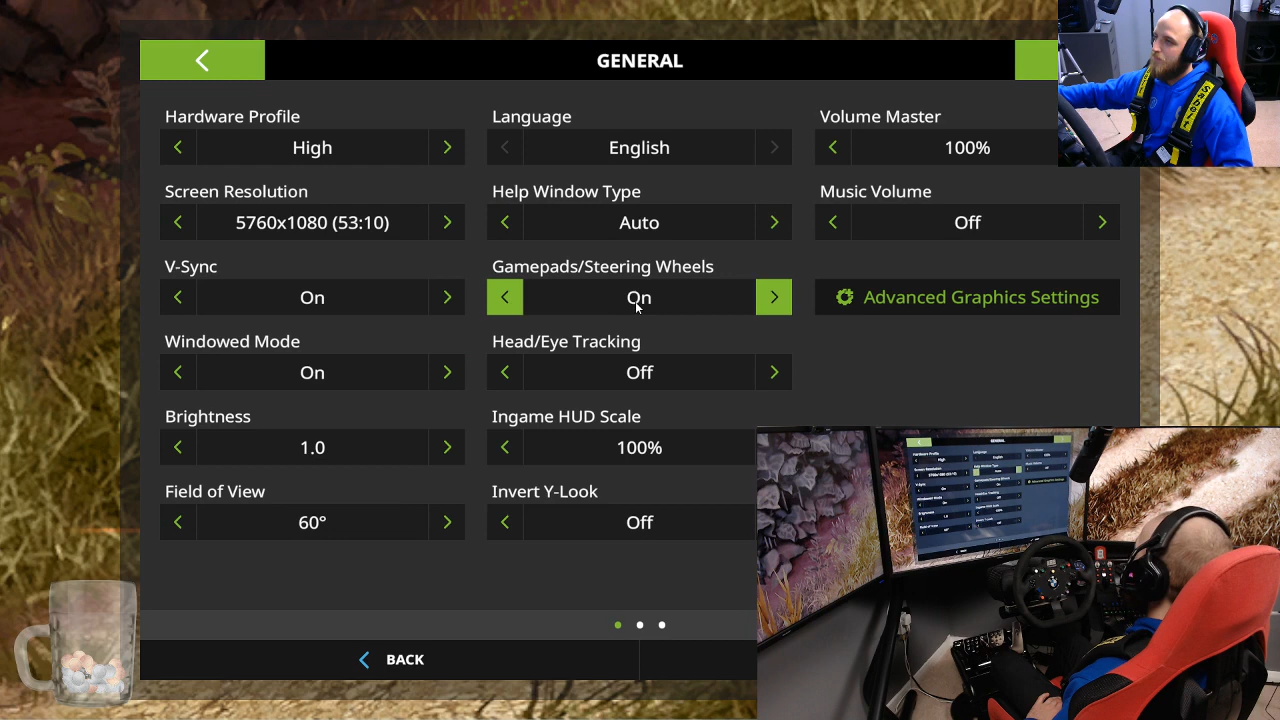 GENERAL
Hardware Profile
High
Language
English
Volume Master
100%
Screen Resolution
5760x1080 (53:10)
Help Window Type
Auto
Music Volume
Off
V-Sync
On
Gamepads/Steering Wheels
On
Advanced Graphics Settings
Windowed Mode
On
Head/Eye Tracking
Off
Brightness
1.0
Ingame HUD Scale
100%
Field of View
60°
Invert Y-Look
Off
BACK
GENERAL